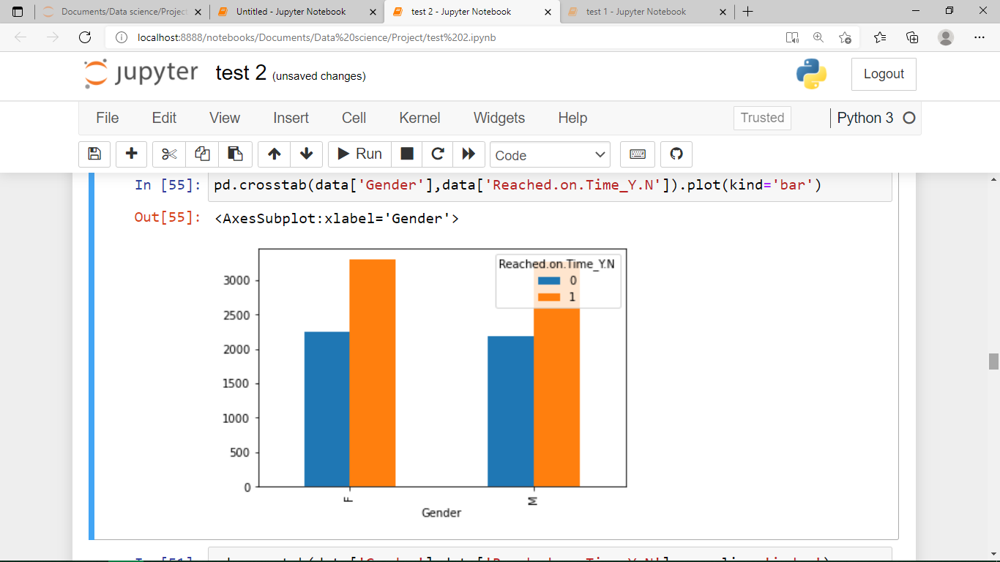 Documents/Data science/Project
Untitled - Jupyter Notebook
test 2 - Jupyter Notebook
test 1 - Jupyter Notebook
localhost:8888/notebooks/Documents/Data%20science/Project/test%202.ipynb
jupyter test 2 (unsaved changes)
Logout
File Edit View Insert Cell Kernel Widgets Help
Trusted
Python 3
Run
Code
In [55]: pd.crosstab(data['Gender'],data['Reached.on.Time_Y.N']).plot(kind='bar')
Out[55]: <AxesSubplot:xlabel='Gender'>
Reached.on.Time_Y.N
0
1
3000
2500
2000
1500
1000
500
0
F
M
Gender